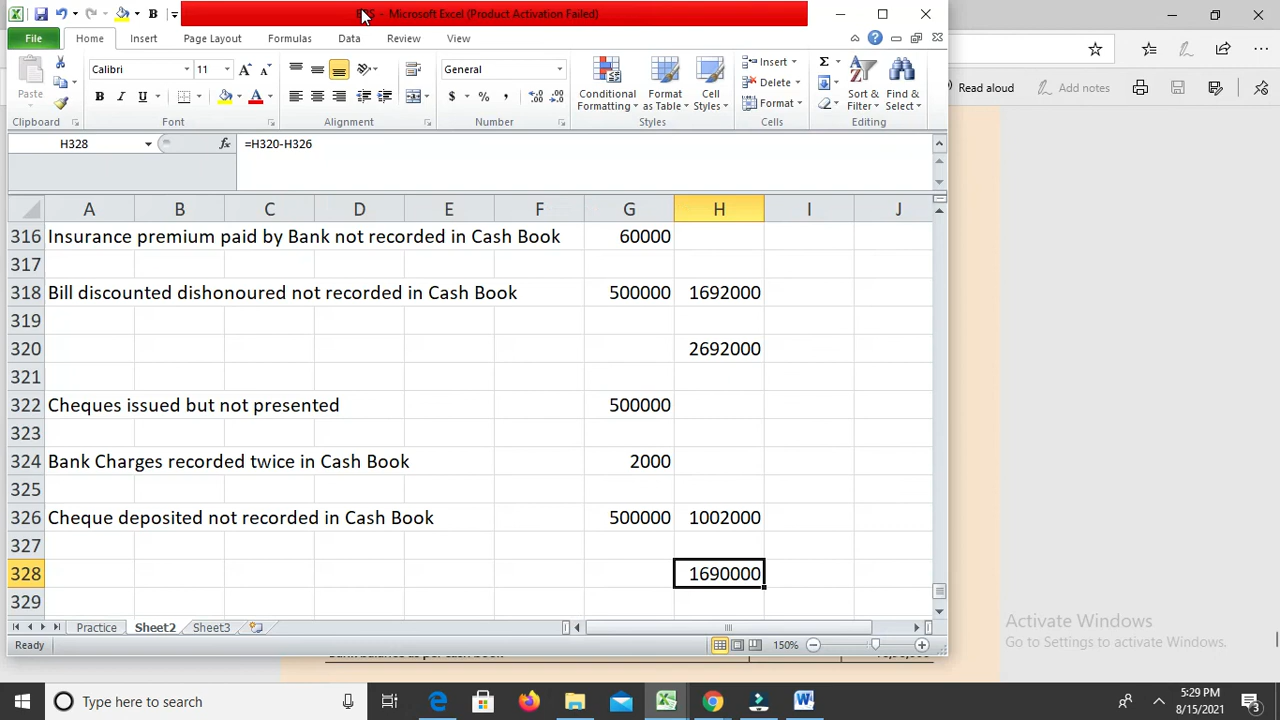 Microsoft Excel (Product Activation Failed)
File Home Insert Page Layout Formulas Data Review View
Paste
Calibri 11
General
Conditional Formatting
Format as Table
Cell Styles
Insert
Delete
Format
Sort & Filter
Find & Select
Clipboard Font Alignment Number Styles Cells Editing
Read aloud Add notes
H328 fx =H320-H326
A B C D E F G H I J
316 Insurance premium paid by Bank not recorded in Cash Book 60000
317
318 Bill discounted dishonoured not recorded in Cash Book 500000 1692000
319
320 2692000
321
322 Cheques issued but not presented 500000
323
324 Bank Charges recorded twice in Cash Book 2000
325
326 Cheque deposited not recorded in Cash Book 500000 1002000
327
328 1690000
329
Practice Sheet2 Sheet3
Ready 150%
Activate Windows
Go to Settings to activate Windows.
Type here to search
5:29 PM
8/15/2021
3